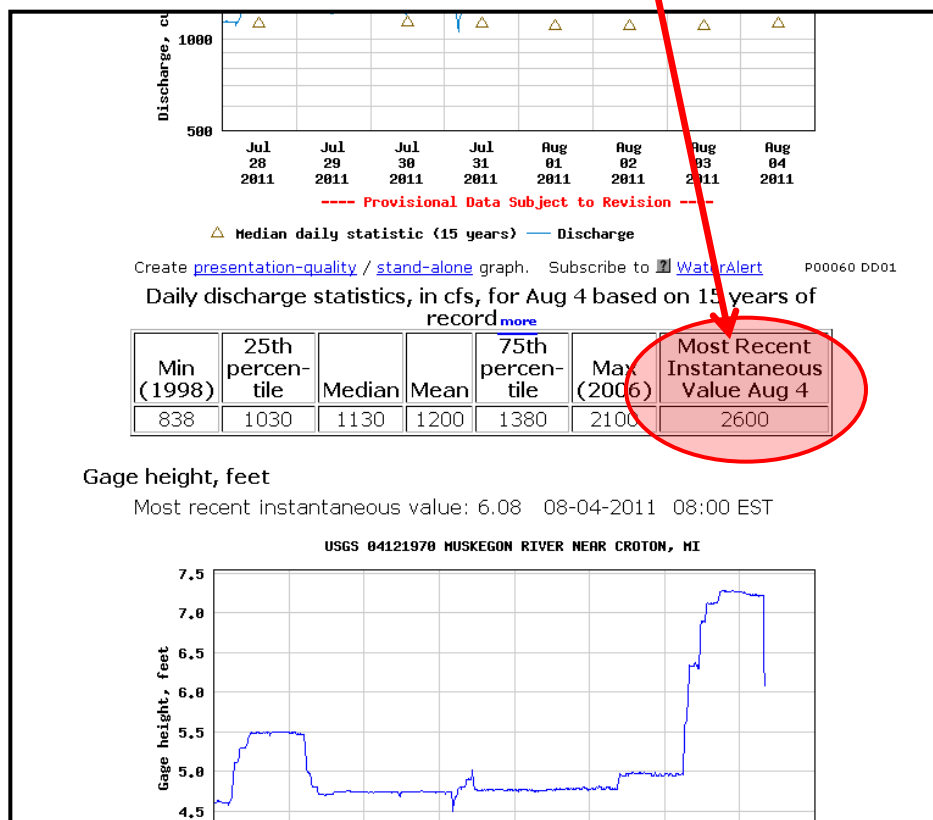 Discharge, cu
1000
500
Jul Jul Jul Jul Aug Aug Aug Aug
28 29 30 31 01 02 03 04
2011 2011 2011 2011 2011 2011 2011 2011
---- Provisional Data Subject to Revision ----
△ Median daily statistic (15 years) — Discharge
Create presentation-quality / stand-alone graph. Subscribe to ? WaterAlert P00060 DD01
Daily discharge statistics, in cfs, for Aug 4 based on 15 years of
record more
Min (1998) 25th percen-tile Median Mean 75th percen-tile Max (2006) Most Recent Instantaneous Value Aug 4
838 1030 1130 1200 1380 2100 2600
Gage height, feet
Most recent instantaneous value: 6.08 08-04-2011 08:00 EST
USGS 04121970 MUSKEGON RIVER NEAR CROTON, MI
Gage height, feet
7.5
7.0
6.5
6.0
5.5
5.0
4.5